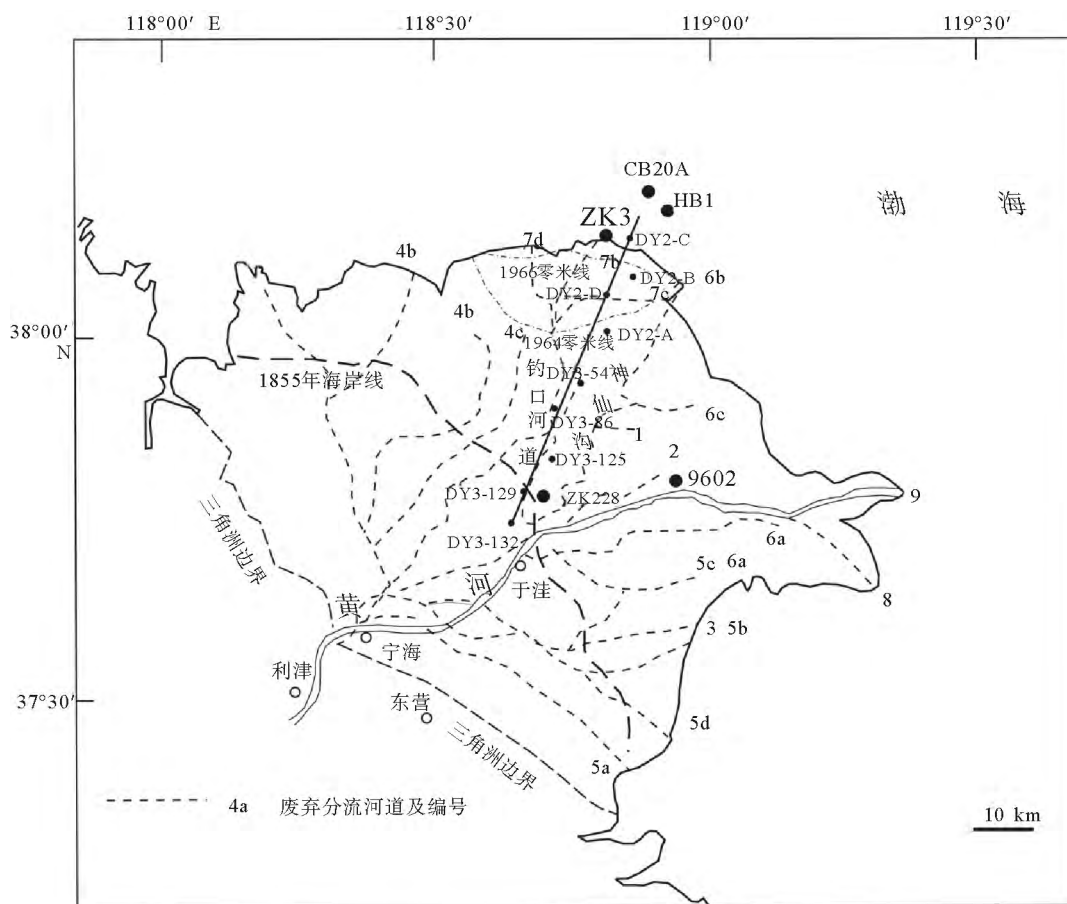 118°00′ E
118°30′
119°00′
119°30′
CB20A
HB1
渤海
ZK3
DY2-C
7d
4b
1966零米线
7b
DY2-B
6b
DY2-D
7c
4b
4c
38°00′
N
1964零米线
DY2-A
1855年海岸线
钓口河道
DY3-54
神仙沟
DY3-86
6c
1
2
DY3-125
9602
DY3-129
ZK228
9
三角洲边界
DY3-132
6a
5c
6a
于洼
河
8
黄
3
5b
宁海
利津
37°30′
东营
5d
三角洲边界
5a
4a 废弃分流河道及编号
10 km